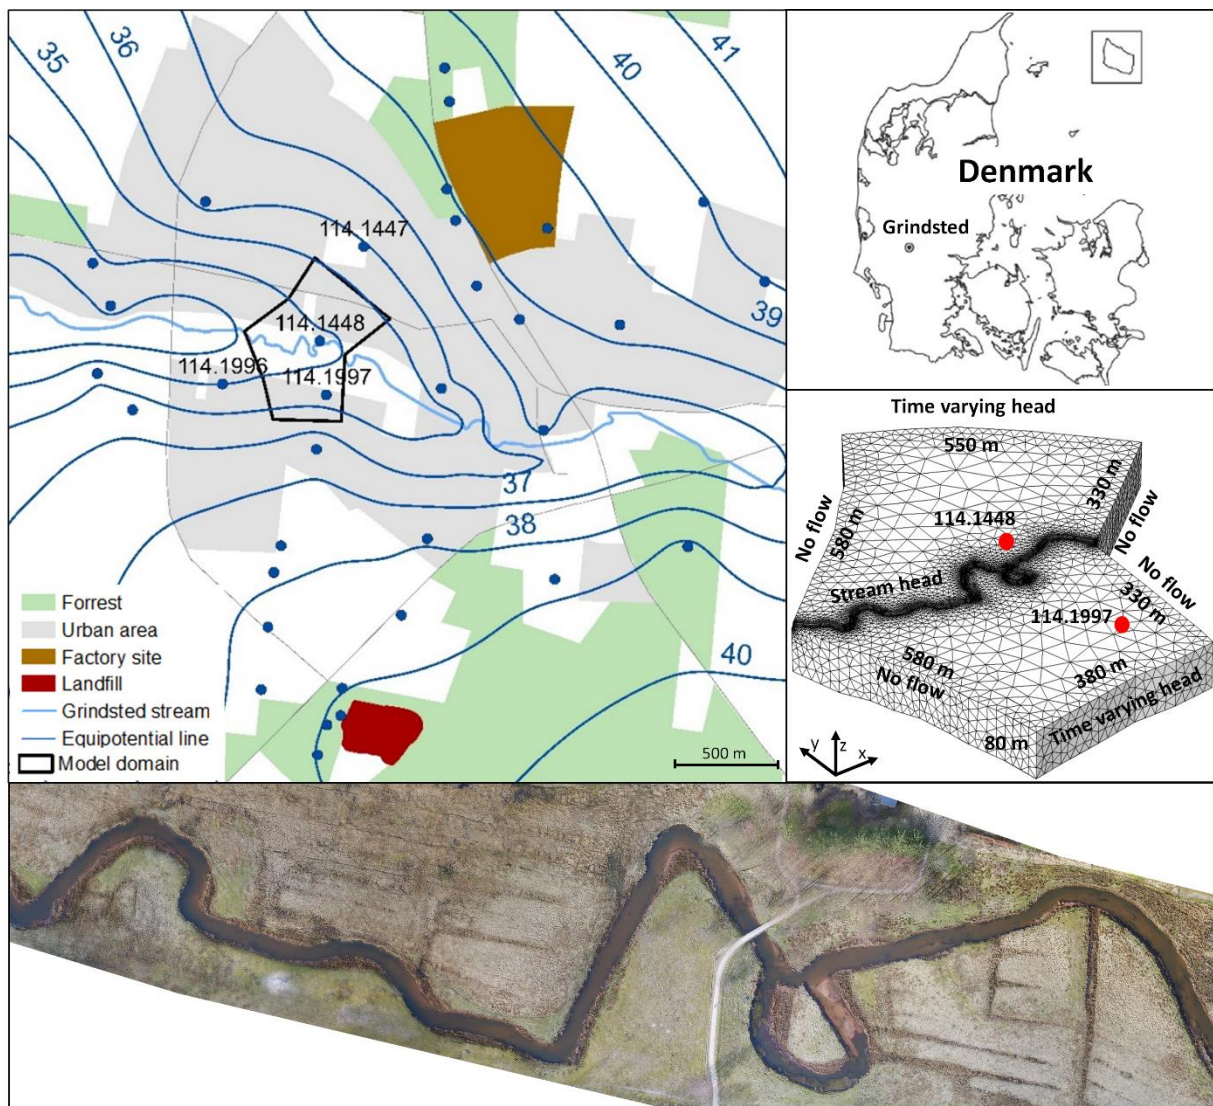 35
36
40
41
39
114.1447
114.1448
114.1996
114.1997
37
38
40
Forrest
Urban area
Factory site
Landfill
Grindsted stream
Equipotential line
Model domain
500 m
Denmark
Grindsted
Time varying head
550 m
330 m
No flow
580 m
114.1448
No flow
Stream head
No flow
330 m
114.1997
580 m
No flow
380 m
Time varying head
80 m
y
z
x